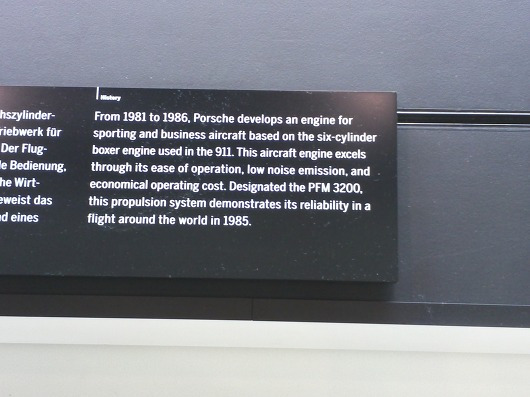 hszylinder-
riebwerk für
Der Flug-
e Bedienung,
he Wirt-
eweist das
d eines
History
From 1981 to 1986, Porsche develops an engine for
sporting and business aircraft based on the six-cylinder
boxer engine used in the 911. This aircraft engine excels
through its ease of operation, low noise emission, and
economical operating cost. Designated the PFM 3200,
this propulsion system demonstrates its reliability in a
flight around the world in 1985.